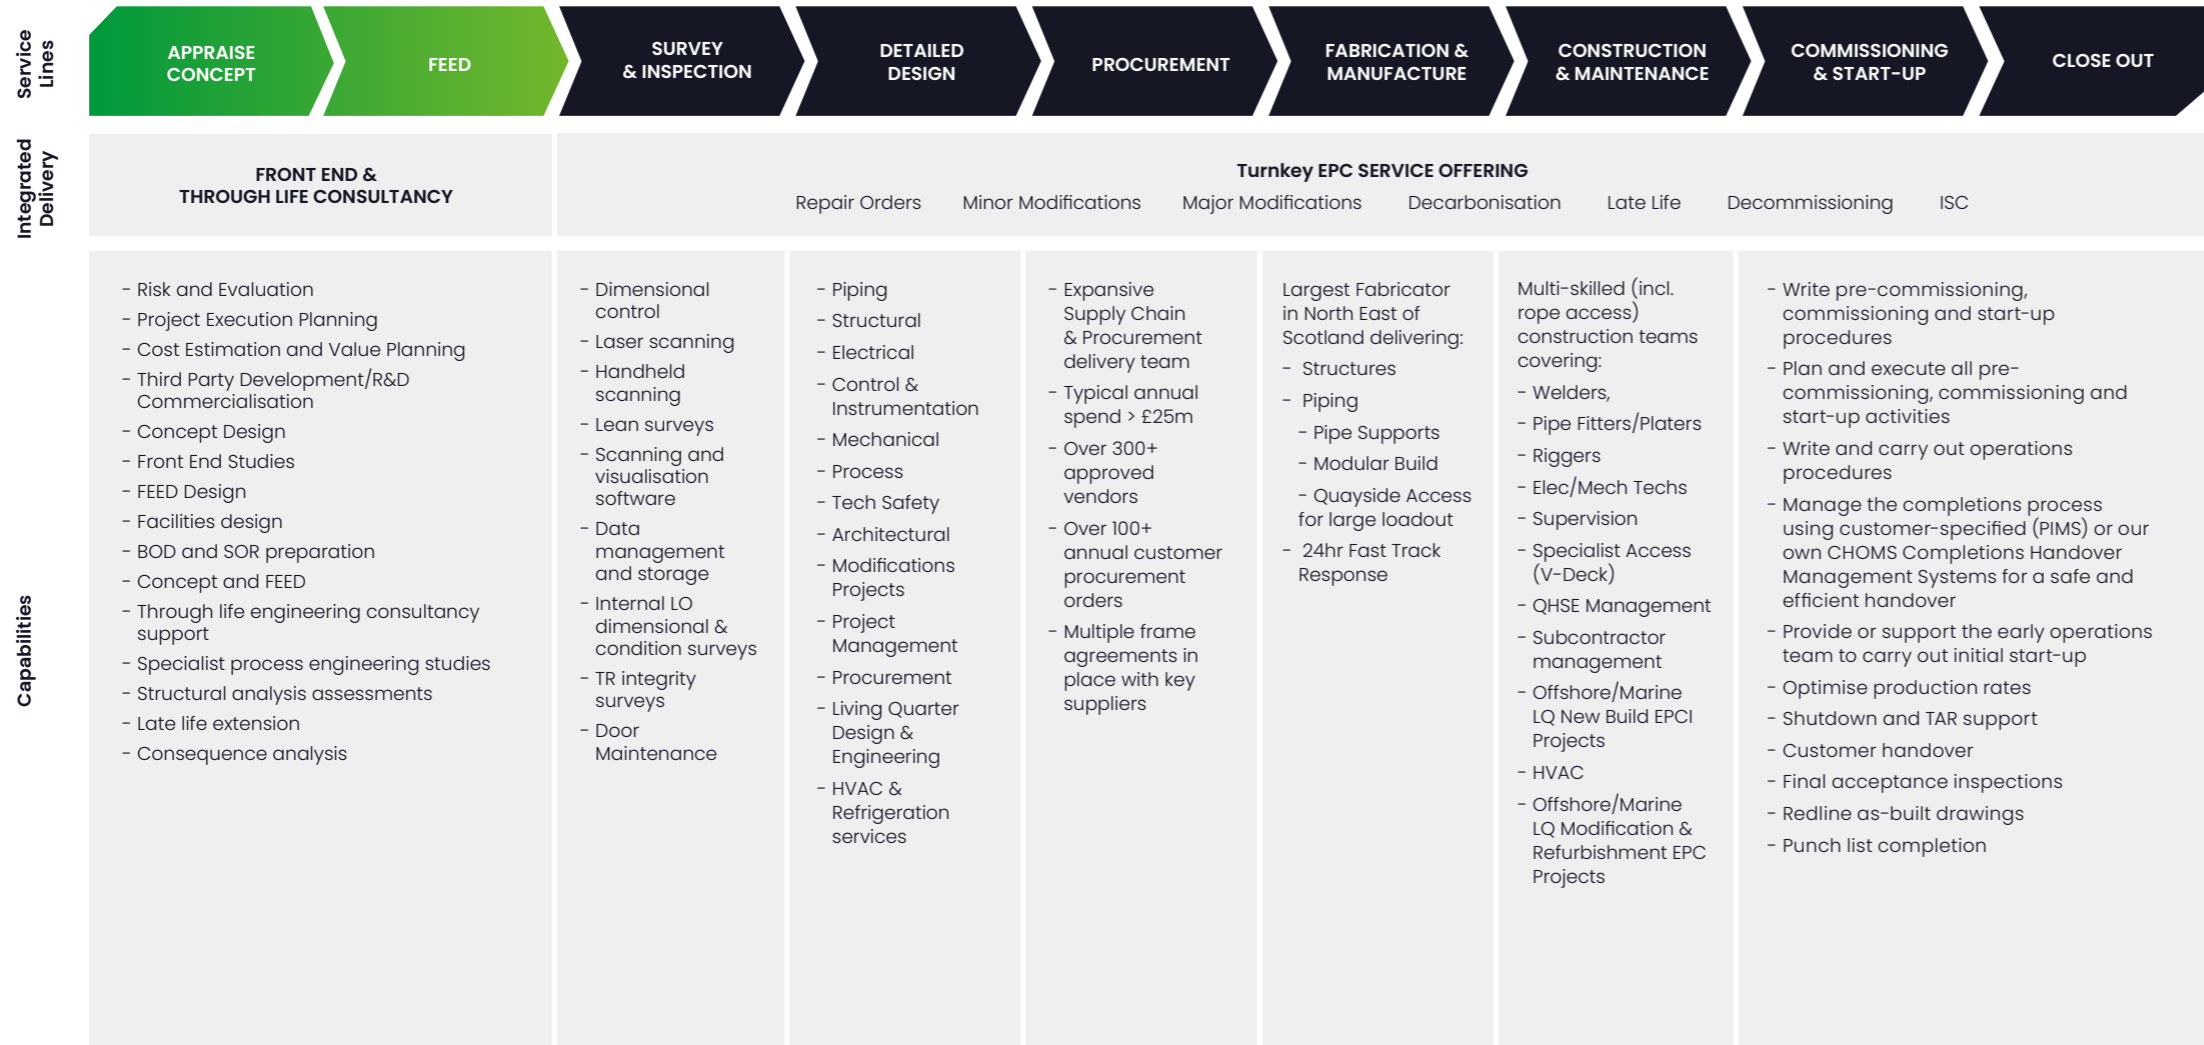 Service
Lines
APPRAISE
CONCEPT
FEED
SURVEY
& INSPECTION
DETAILED
DESIGN
PROCUREMENT
FABRICATION &
MANUFACTURE
CONSTRUCTION
& MAINTENANCE
COMMISSIONING
& START-UP
CLOSE OUT
Integrated
Delivery
FRONT END &
THROUGH LIFE CONSULTANCY
Turnkey EPC SERVICE OFFERING
Repair Orders Minor Modifications Major Modifications Decarbonisation Late Life Decommissioning ISC
Capabilities
- Risk and Evaluation
- Project Execution Planning
- Cost Estimation and Value Planning
- Third Party Development/R&D
Commercialisation
- Concept Design
- Front End Studies
- FEED Design
- Facilities design
- BOD and SOR preparation
- Concept and FEED
- Through life engineering consultancy
support
- Specialist process engineering studies
- Structural analysis assessments
- Late life extension
- Consequence analysis
- Dimensional
control
- Laser scanning
- Handheld
scanning
- Lean surveys
- Scanning and
visualisation
software
- Data
management
and storage
- Internal LO
dimensional &
condition surveys
- TR integrity
surveys
- Door
Maintenance
- Piping
- Structural
- Electrical
- Control &
Instrumentation
- Mechanical
- Process
- Tech Safety
- Architectural
- Modifications
Projects
- Project
Management
- Procurement
- Living Quarter
Design &
Engineering
- HVAC &
Refrigeration
services
- Expansive
Supply Chain
& Procurement
delivery team
- Typical annual
spend > £25m
- Over 300+
approved
vendors
- Over 100+
annual customer
procurement
orders
- Multiple frame
agreements in
place with key
suppliers
Largest Fabricator
in North East of
Scotland delivering:
- Structures
- Piping
- Pipe Supports
- Modular Build
- Quayside Access
for large loadout
- 24hr Fast Track
Response
Multi-skilled (incl.
rope access)
construction teams
covering:
- Welders,
- Pipe Fitters/Platers
- Riggers
- Elec/Mech Techs
- Supervision
- Specialist Access
(V-Deck)
- QHSE Management
- Subcontractor
management
- Offshore/Marine
LQ New Build EPCI
Projects
- HVAC
- Offshore/Marine
LQ Modification &
Refurbishment EPC
Projects
- Write pre-commissioning,
commissioning and start-up
procedures
- Plan and execute all pre-
commissioning, commissioning and
start-up activities
- Write and carry out operations
procedures
- Manage the completions process
using customer-specified (PIMS) or our
own CHOMS Completions Handover
Management Systems for a safe and
efficient handover
- Provide or support the early operations
team to carry out initial start-up
- Optimise production rates
- Shutdown and TAR support
- Customer handover
- Final acceptance inspections
- Redline as-built drawings
- Punch list completion